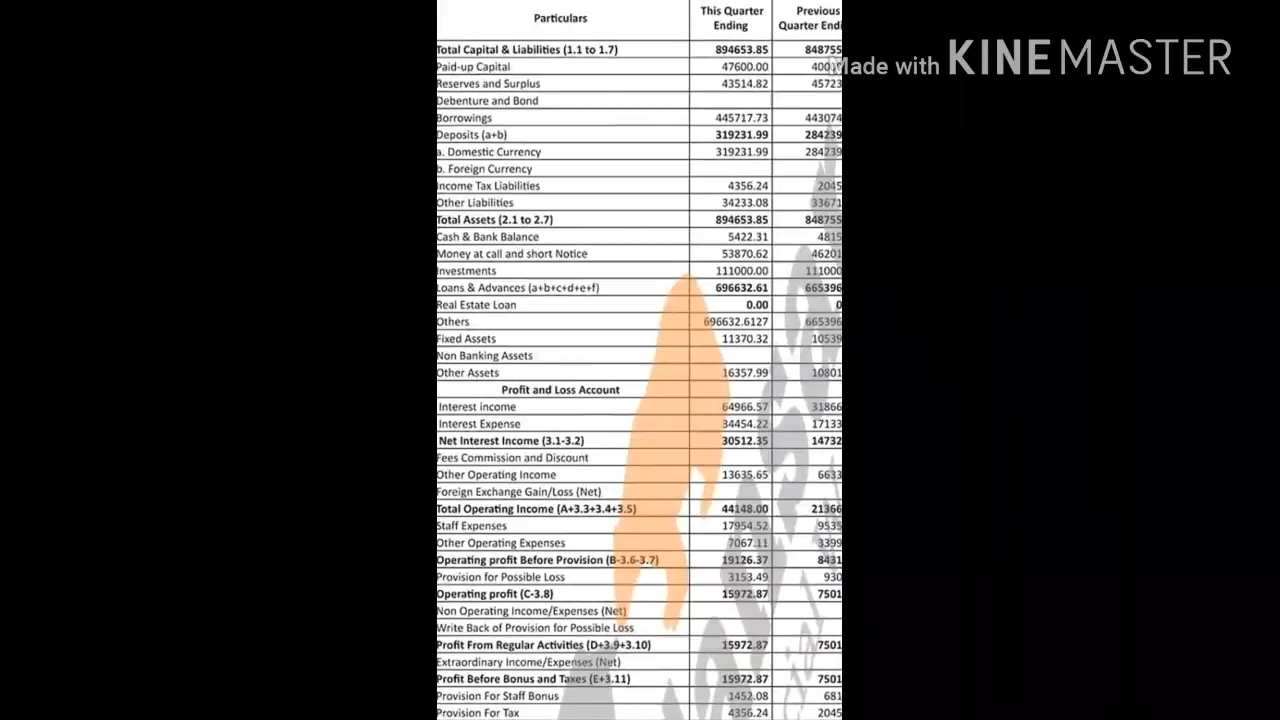 Particulars This Quarter Ending Previous Quarter Endi
Total Capital & Liabilities (1.1 to 1.7) 894653.85 848755
Paid-up Capital 47600.00
Reserves and Surplus 43514.82 45723
Debenture and Bond
Borrowings 445717.73 443074
Deposits (a+b) 319231.99 284239
a. Domestic Currency 319231.99 284239
b. Foreign Currency
Income Tax Liabilities 4356.24 2045
Other Liabilities 34233.08 33671
Total Assets (2.1 to 2.7) 894653.85 848755
Cash & Bank Balance 5422.31 4815
Money at call and short Notice 53870.62 46201
Investments 111000.00 111000
Loans & Advances (a+b+c+d+e+f) 696632.61 665396
Real Estate Loan 0.00 0
Others 696632.6127 665396
Fixed Assets 11370.32 10539
Non Banking Assets
Other Assets 16357.99 10801
Profit and Loss Account
Interest income 64966.57 31866
Interest Expense 34454.22 17133
Net Interest Income (3.1-3.2) 30512.35 14732
Fees Commission and Discount
Other Operating Income 13635.65 6633
Foreign Exchange Gain/Loss (Net)
Total Operating Income (A+3.3+3.4+3.5) 44148.00 21366
Staff Expenses 17954.52 9535
Other Operating Expenses 7067.11 3399
Operating profit Before Provision (B-3.6-3.7) 19126.37 8431
Provision for Possible Loss 3153.49 930
Operating profit (C-3.8) 15972.87 7501
Non Operating Income/Expenses (Net)
Write Back of Provision for Possible Loss
Profit From Regular Activities (D+3.9+3.10) 15972.87 7501
Extraordinary Income/Expenses (Net)
Profit Before Bonus and Taxes (E+3.11) 15972.87 7501
Provision For Staff Bonus 1452.08 681
Provision For Tax 4356.24 2045
Made with KINEMASTER